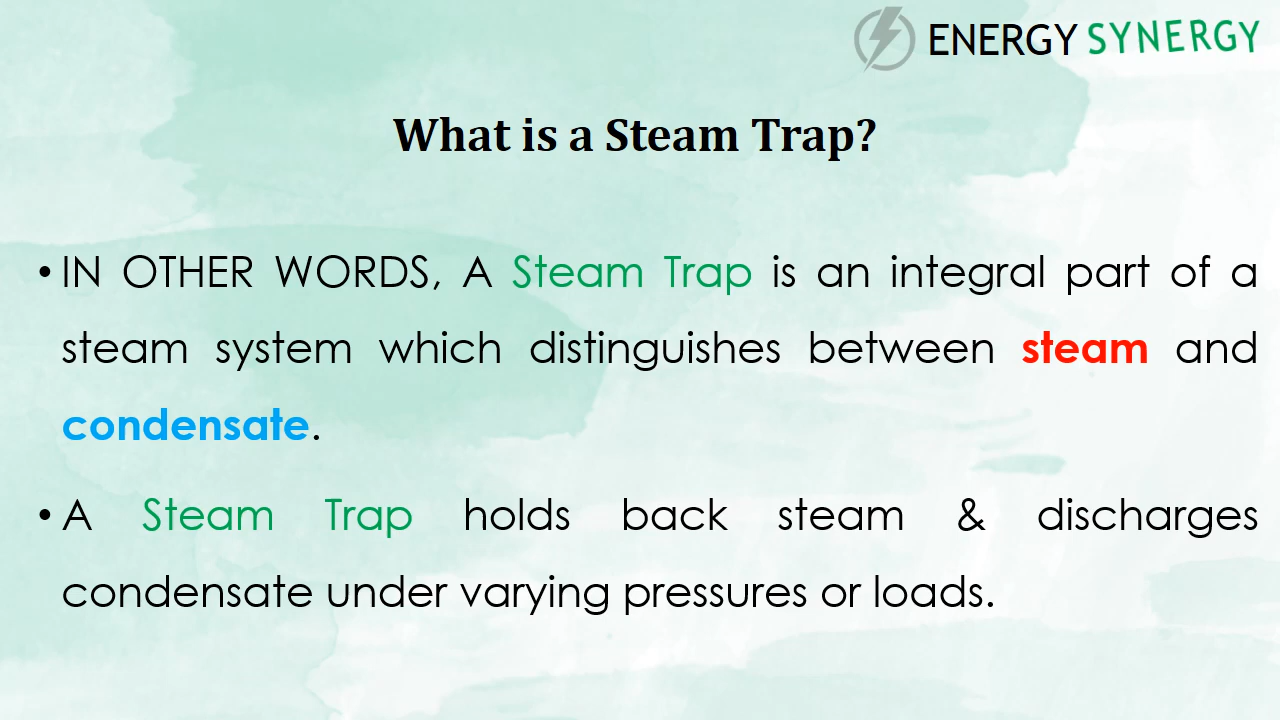 ENERGY SYNERGY
What is a Steam Trap?
• IN OTHER WORDS, A Steam Trap is an integral part of a
steam system which distinguishes between steam and
condensate.
• A Steam Trap holds back steam & discharges
condensate under varying pressures or loads.